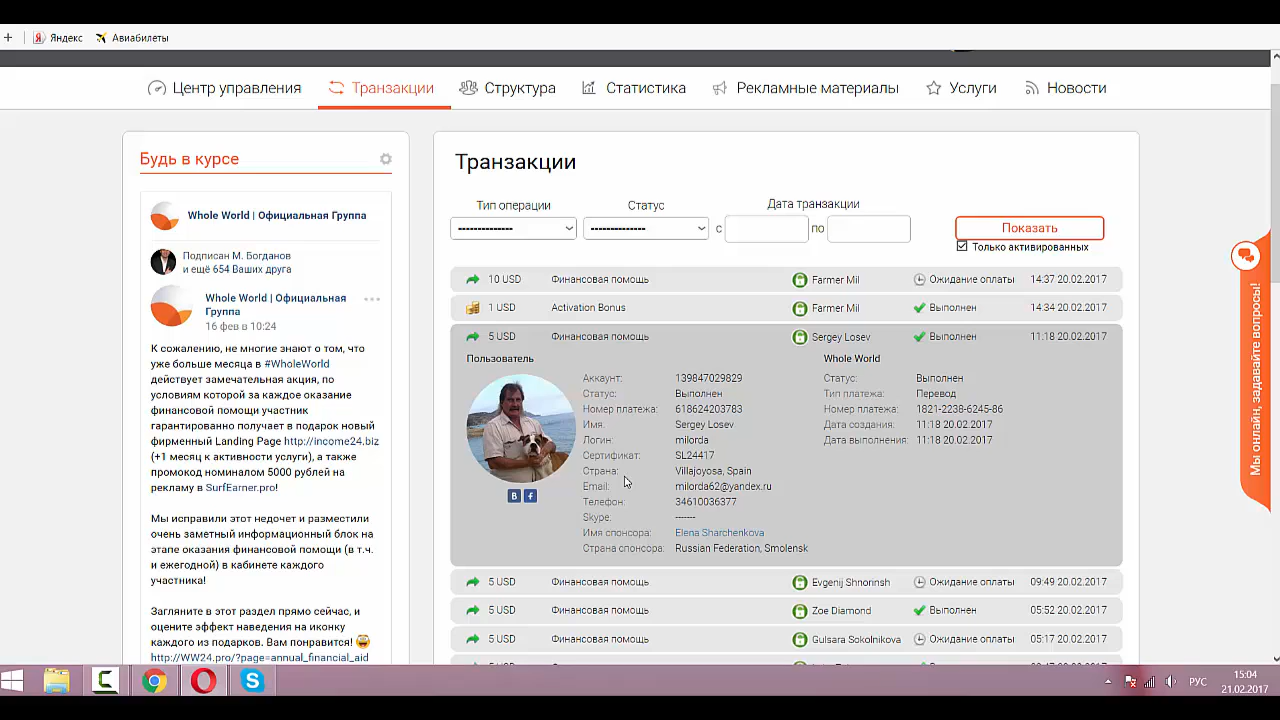 Яндекс
Авиабилеты
Центр управления
Транзакции
Структура
Статистика
Рекламные материалы
Услуги
Новости
Будь в курсе
Whole World | Официальная Группа
Подписан М. Богданов
и ещё 654 Ваших друга
Whole World | Официальная
Группа
16 фев в 10:24
К сожалению, не многие знают о том, что
уже больше месяца в #WholeWorld
действует замечательная акция, по
условиям которой за каждое оказание
финансовой помощи участник
гарантированно получает в подарок новый
фирменный Landing Page http://income24.biz
(+1 месяц к активности услуги), а также
промокод номиналом 5000 рублей на
рекламу в SurfEarner.pro!
Мы исправили этот недочет и разместили
очень заметный информационный блок на
этапе оказания финансовой помощи (в т.ч.
и ежегодной) в кабинете каждого
участника!
Загляните в этот раздел прямо сейчас, и
оцените эффект наведения на иконку
каждого из подарков. Вам понравится!
http://WW24.pro/?page=annual_financial_aid
Транзакции
Тип операции
Статус
Дата транзакции
--------------
--------------
с
по
Показать
Только активированных
10 USD Финансовая помощь Farmer Mil Ожидание оплаты 14:37 20.02.2017
1 USD Activation Bonus Farmer Mil Выполнен 14:34 20.02.2017
5 USD Финансовая помощь Sergey Losev Выполнен 11:18 20.02.2017
Пользователь
Аккаунт: 139847029829
Статус: Выполнен
Номер платежа: 618624203783
Имя: Sergey Losev
Логин: milorda
Сертификат: SL24417
Страна: Villajoyosa, Spain
Email: milorda62@yandex.ru
Телефон: 34610036377
Skype: -------
Имя спонсора: Elena Sharchenkova
Страна спонсора: Russian Federation, Smolensk
Whole World
Статус: Выполнен
Тип платежа: Перевод
Номер платежа: 1821-2238-6245-86
Дата создания: 11:18 20.02.2017
Дата выполнения: 11:18 20.02.2017
5 USD Финансовая помощь Evgenij Shnorinsh Ожидание оплаты 09:49 20.02.2017
5 USD Финансовая помощь Zoe Diamond Выполнен 05:52 20.02.2017
5 USD Финансовая помощь Gulsara Sokolnikova Ожидание оплаты 05:17 20.02.2017
Мы онлайн, задавайте вопросы!
РУС
15:04
21.02.2017